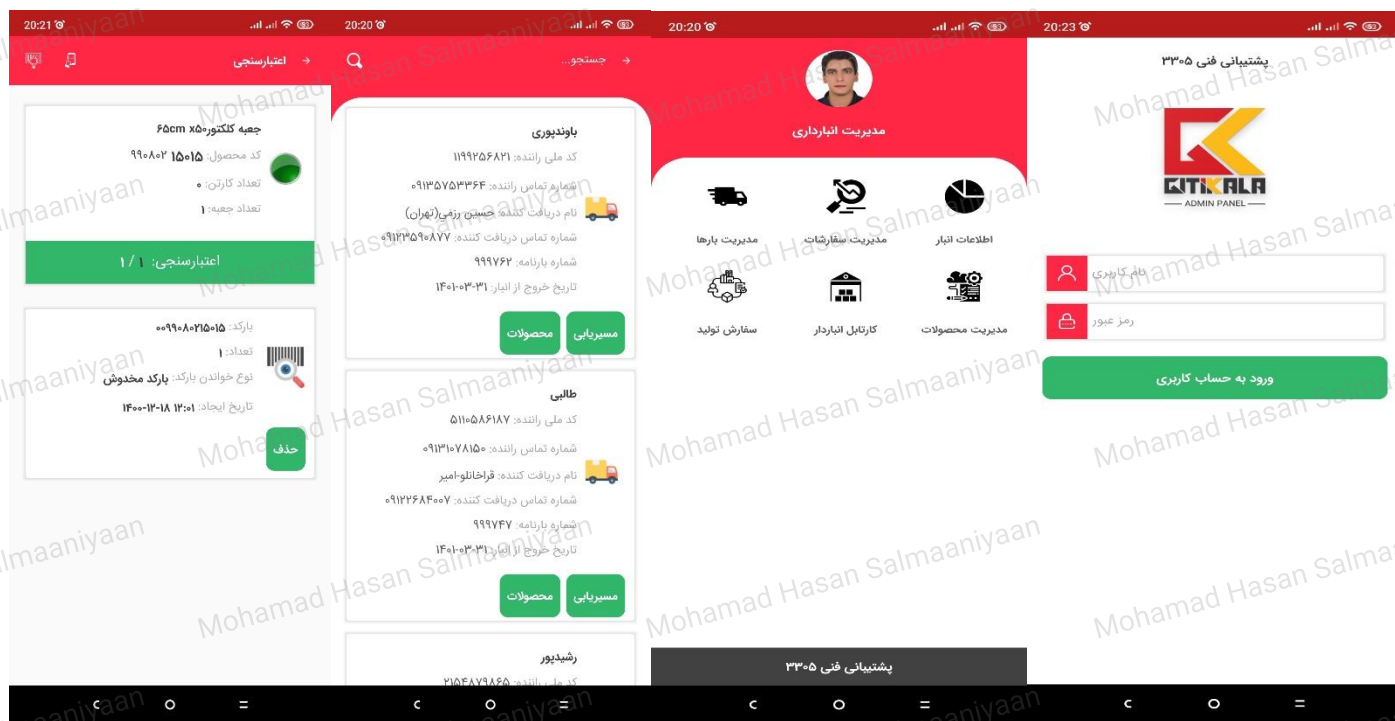 20:21
اعتبارسنجی
جعبه کلکتور۵۰x ۶۵cm
کد محصول: ۱۵۰۱۵ ۹۹۰۸۰۲
تعداد کارتن: ۰
تعداد جعبه: ۱
اعتبارسنجی: ۱ / ۱
بارکد: ۰۰۹۹۰۸۰۲۱۵۰۱۵
تعداد: ۱
نوع خواندن بارکد: بارکد مخدوش
تاریخ ایجاد: ۱۲:۰۱ ۱۸-۱۲-۱۴۰۰
حذف
20:20
جستجو...
باوندپوری
کد ملی راننده: ۱۱۹۹۲۵۶۸۲۱
شماره تماس راننده: ۰۹۱۳۵۷۵۳۳۶۴
نام دریافت کننده: حسین رزمی(تهران)
شماره تماس دریافت کننده: ۰۹۱۲۳۵۹۰۸۷۷
شماره بارنامه: ۹۹۹۷۶۲
تاریخ خروج از انبار: ۳۱-۰۳-۱۴۰۱
مسیریابی محصولات
طالبی
کد ملی راننده: ۵۱۱۰۵۸۶۱۸۷
شماره تماس راننده: ۰۹۱۳۱۰۷۸۱۵۰
نام دریافت کننده: قراخانلو-امیر
شماره تماس دریافت کننده: ۰۹۱۲۲۶۸۴۰۰۷
شماره بارنامه: ۹۹۹۷۴۷
تاریخ خروج از انبار: ۳۱-۰۳-۱۴۰۱
مسیریابی محصولات
رشیدپور
کد ملی راننده: ۲۱۵۴۸۷۹۸۶۵
20:20
مدیریت انبارداری
اطلاعات انبار مدیریت سفارشات مدیریت بارها
مدیریت محصولات کارتابل انباردار سفارش تولید
پشتیبانی فنی ۳۳۰۵
20:23
پشتیبانی فنی ۳۳۰۵
GITIKALA
ADMIN PANEL
نام کاربری
رمز عبور
ورود به حساب کاربری
Mohamad Hasan Salmaaniyaan